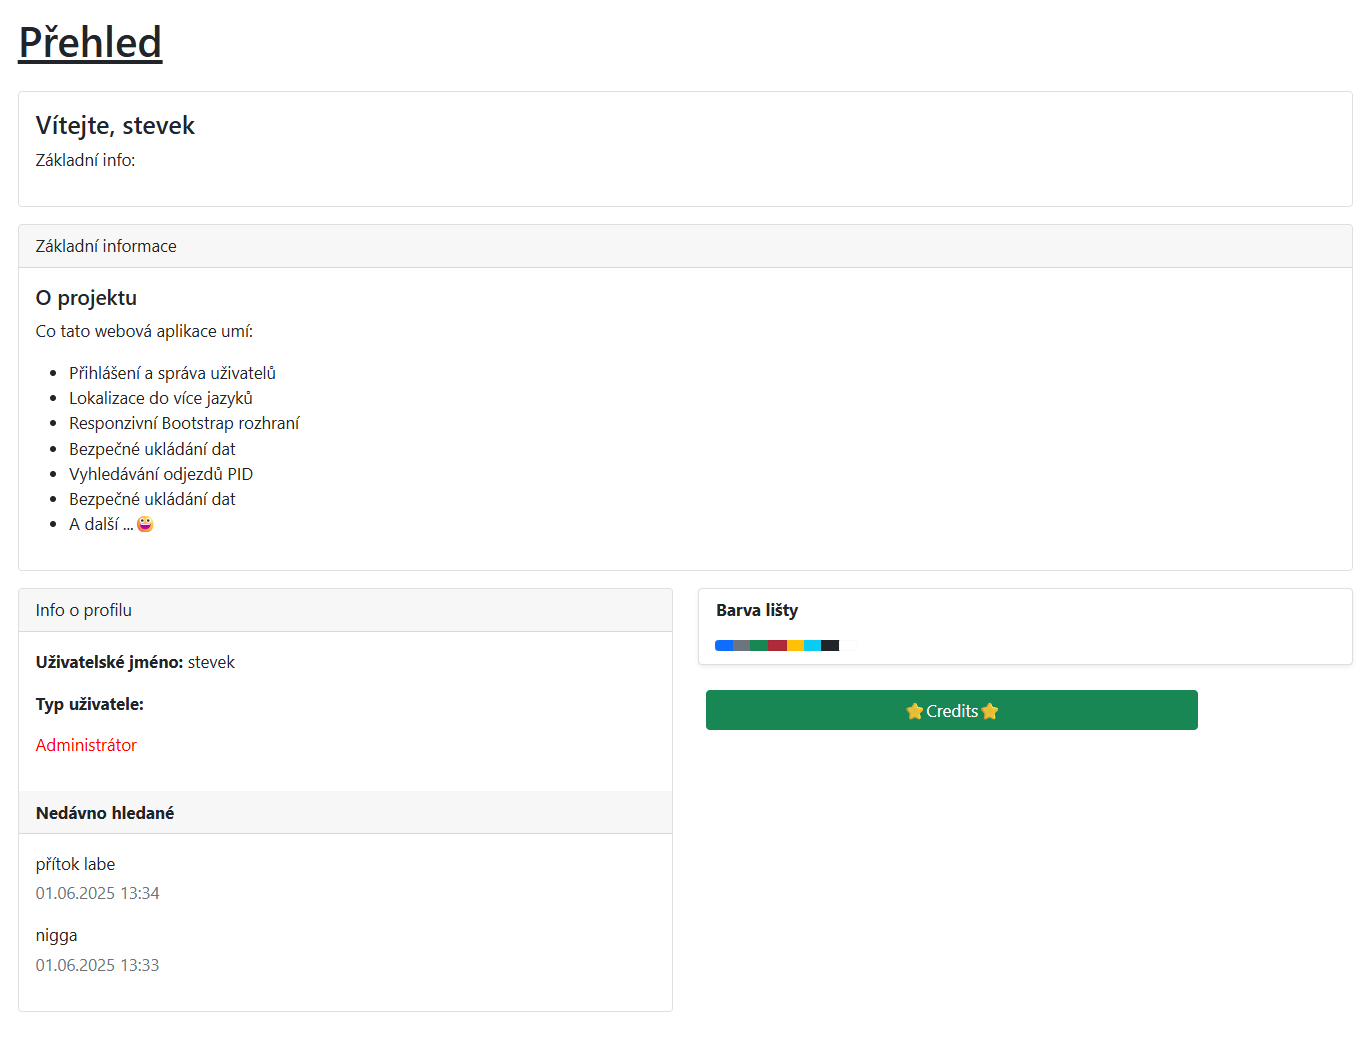 Přehled
Vítejte, stevek
Základní info:
Základní informace
O projektu
Co tato webová aplikace umí:
Přihlášení a správa uživatelů
Lokalizace do více jazyků
Responzivní Bootstrap rozhraní
Bezpečné ukládání dat
Vyhledávání odjezdů PID
Bezpečné ukládání dat
A další ... 😀
Info o profilu
Uživatelské jméno: stevek
Typ uživatele:
Administrátor
Nedávno hledané
přítok labe
01.06.2025 13:34
nigga
01.06.2025 13:33
Barva lišty
⭐Credits⭐